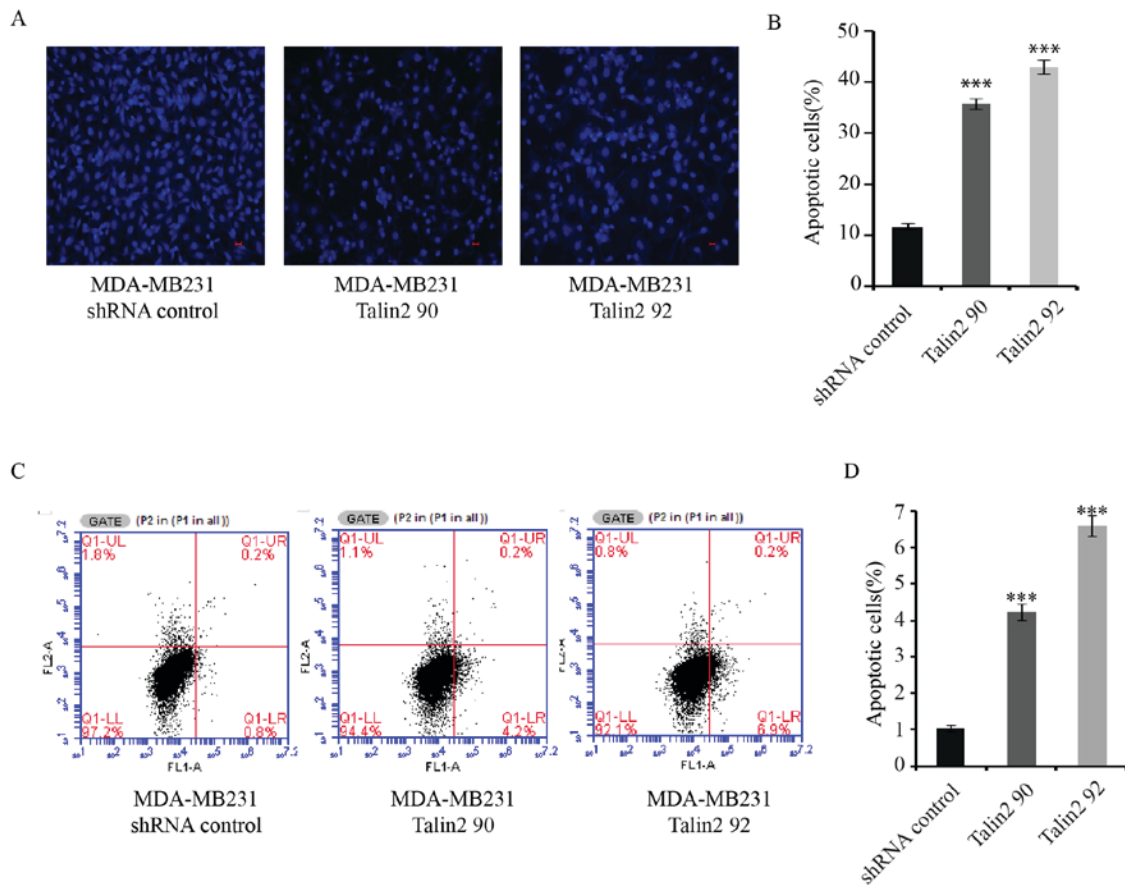 A
MDA-MB231
shRNA control
MDA-MB231
Talin2 90
MDA-MB231
Talin2 92
B
Apoptotic cells(%)
50
40
30
20
10
0
***
***
shRNA control
Talin2 90
Talin2 92
C
GATE (P2 in (P1 in all))
Q1-UL
1.8%
Q1-UR
0.2%
Q1-LL
97.2%
Q1-LR
0.8%
FL2-A
FL1-A
MDA-MB231
shRNA control
GATE (P2 in (P1 in all))
Q1-UL
1.1%
Q1-UR
0.2%
Q1-LL
94.4%
Q1-LR
4.2%
FL2-A
FL1-A
MDA-MB231
Talin2 90
GATE (P2 in (P1 in all))
Q1-UL
0.8%
Q1-UR
0.2%
Q1-LL
92.1%
Q1-LR
6.9%
FL2-A
FL1-A
MDA-MB231
Talin2 92
D
Apoptotic cells(%)
7
6
5
4
3
2
1
0
***
***
shRNA control
Talin2 90
Talin2 92